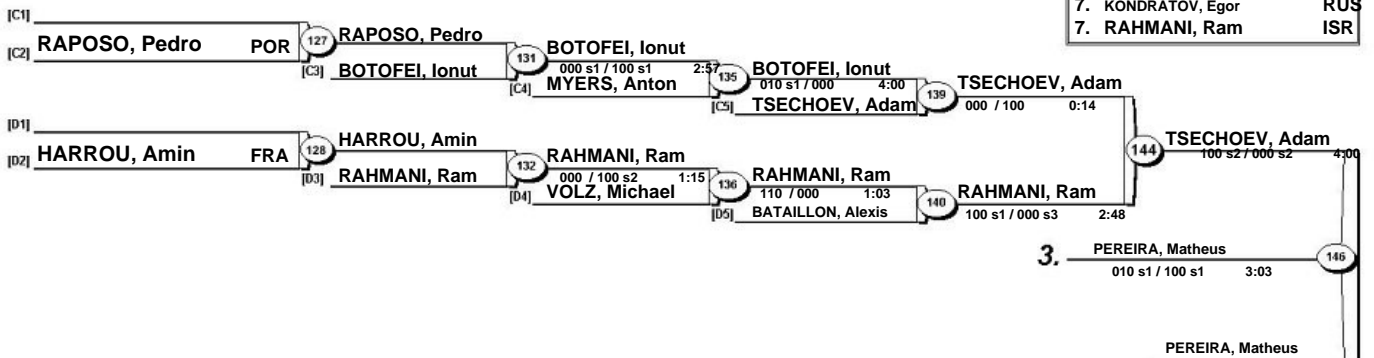 7. KONDRATOV, Egor RUS
7. RAHMANI, Ram ISR
[C1]
[C2] RAPOSO, Pedro POR
127
RAPOSO, Pedro
[C3] BOTOFEI, Ionut
131
BOTOFEI, Ionut
000 s1 / 100 s1 2:57
[C4] MYERS, Anton
135
BOTOFEI, Ionut
010 s1 / 000 4:00
[C5] TSECHOEV, Adam
139
TSECHOEV, Adam
000 / 100 0:14
[D1]
[D2] HARROU, Amin FRA
128
HARROU, Amin
[D3] RAHMANI, Ram
132
RAHMANI, Ram
000 / 100 s2 1:15
[D4] VOLZ, Michael
136
RAHMANI, Ram
110 / 000 1:03
[D5] BATAILLON, Alexis
140
RAHMANI, Ram
100 s1 / 000 s3 2:48
144
TSECHOEV, Adam
100 s2 / 000 s2 4:00
3. PEREIRA, Matheus
010 s1 / 100 s1 3:03
146
PEREIRA, Matheus